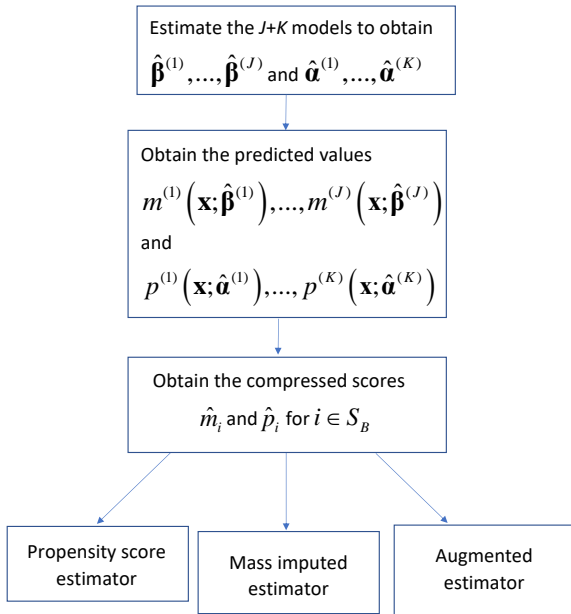 Estimate the J+K models to obtain
β̂⁽¹⁾,...,β̂⁽ᴶ⁾ and α̂⁽¹⁾,...,α̂⁽ᴷ⁾
Obtain the predicted values
m⁽¹⁾(x;β̂⁽¹⁾),...,m⁽ᴶ⁾(x;β̂⁽ᴶ⁾)
and
p⁽¹⁾(x;α̂⁽¹⁾),...,p⁽ᴷ⁾(x;α̂⁽ᴷ⁾)
Obtain the compressed scores
m̂ᵢ and p̂ᵢ for i ∈ S_B
Propensity score
estimator
Mass imputed
estimator
Augmented
estimator